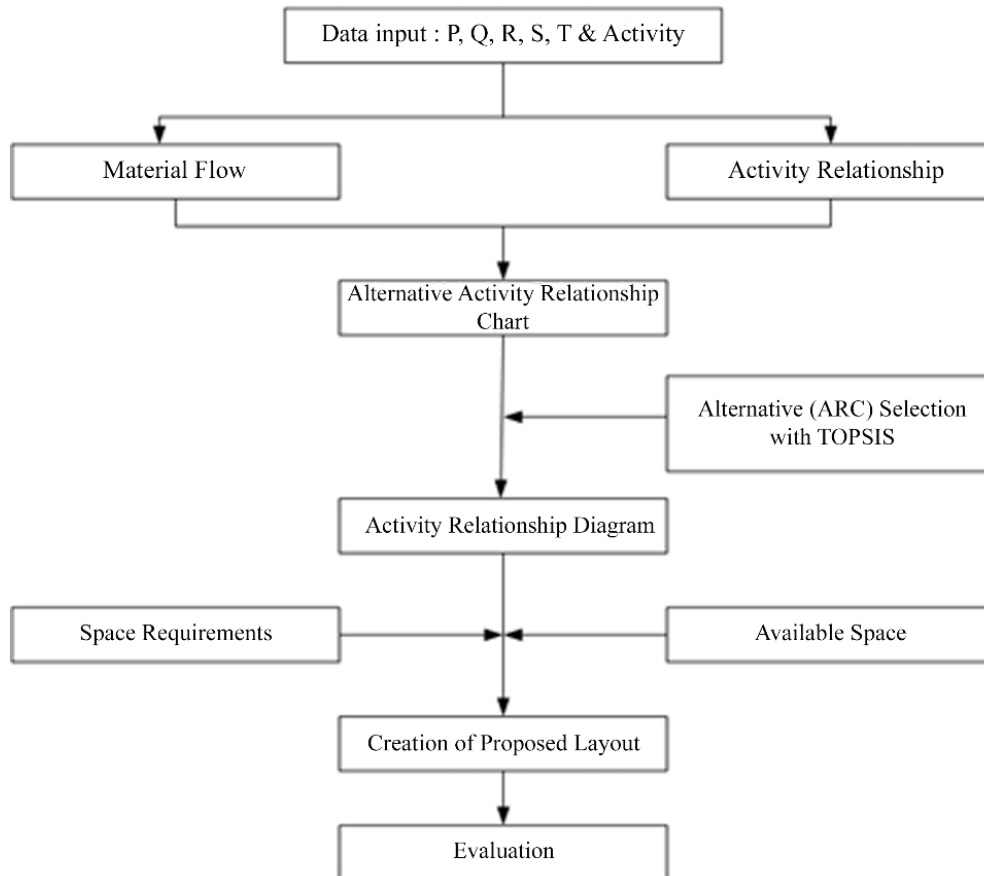 Data input : P, Q, R, S, T & Activity
Material Flow
Activity Relationship
Alternative Activity Relationship
Chart
Alternative (ARC) Selection
with TOPSIS
Activity Relationship Diagram
Space Requirements
Available Space
Creation of Proposed Layout
Evaluation